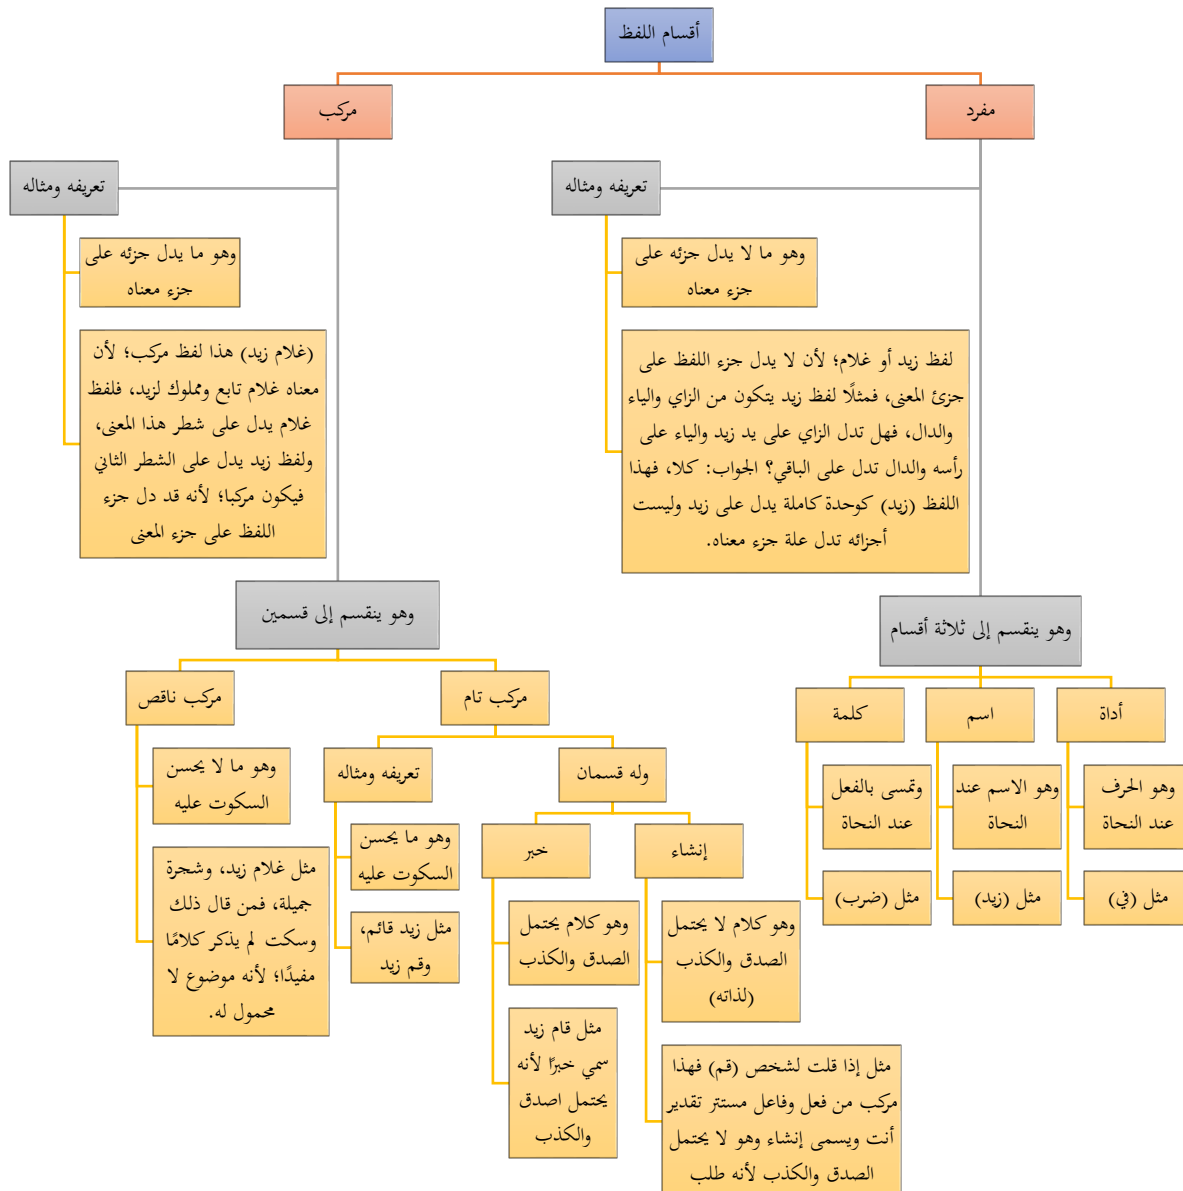 أقسام اللفظ
مفرد
تعريفه ومثاله
وهو ما لا يدل جزئه على
جزء معناه
لفظ زيد أو غلام؛ لأن لا يدل جزء اللفظ على
جزئ المعنى، فمثلًا لفظ زيد يتكون من الزاي والياء
والدال، فهل تدل الزاي على يد زيد والياء على
رأسه والدال تدل على الباقي؟ الجواب: كلا، فهذا
اللفظ (زيد) كوحدة كاملة يدل على زيد وليست
أجزائه تدل علة جزء معناه.
وهو ينقسم إلى ثلاثة أقسام
أداة
وهو الحرف
عند النحاة
مثل (في)
اسم
وهو الاسم عند
النحاة
مثل (زيد)
كلمة
وتمسى بالفعل
عند النحاة
مثل (ضرب)
مركب
تعريفه ومثاله
وهو ما يدل جزئه على
جزء معناه
(غلام زيد) هذا لفظ مركب؛ لأن
معناه غلام تابع ومملوك لزيد، فلفظ
غلام يدل على شطر هذا المعنى،
ولفظ زيد يدل على الشطر الثاني
فيكون مركبا؛ لأنه قد دل جزء
اللفظ على جزء المعنى
وهو ينقسم إلى قسمين
مركب تام
وله قسمان
إنشاء
وهو كلام لا يحتمل
الصدق والكذب
(لذاته)
مثل إذا قلت لشخص (قم) فهذا
مركب من فعل وفاعل مستتر تقدير
أنت ويسمى إنشاء وهو لا يحتمل
الصدق والكذب لأنه طلب
خبر
وهو كلام يحتمل
الصدق والكذب
مثل قام زيد
سمي خبرًا لأنه
يحتمل اصدق
والكذب
تعريفه ومثاله
وهو ما يحسن
السكوت عليه
مثل زيد قائم،
وقم زيد
مركب ناقص
وهو ما لا يحسن
السكوت عليه
مثل غلام زيد، وشجرة
جميلة، فمن قال ذلك
وسكت لم يذكر كلامًا
مفيدًا؛ لأنه موضوع لا
محمول له.